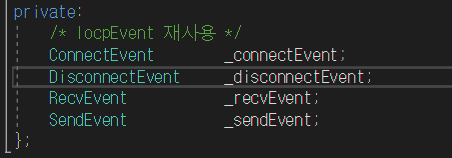 private:
/* IocpEvent 재사용 */
ConnectEvent _connectEvent;
DisconnectEvent _disconnectEvent;
RecvEvent _recvEvent;
SendEvent _sendEvent;
};